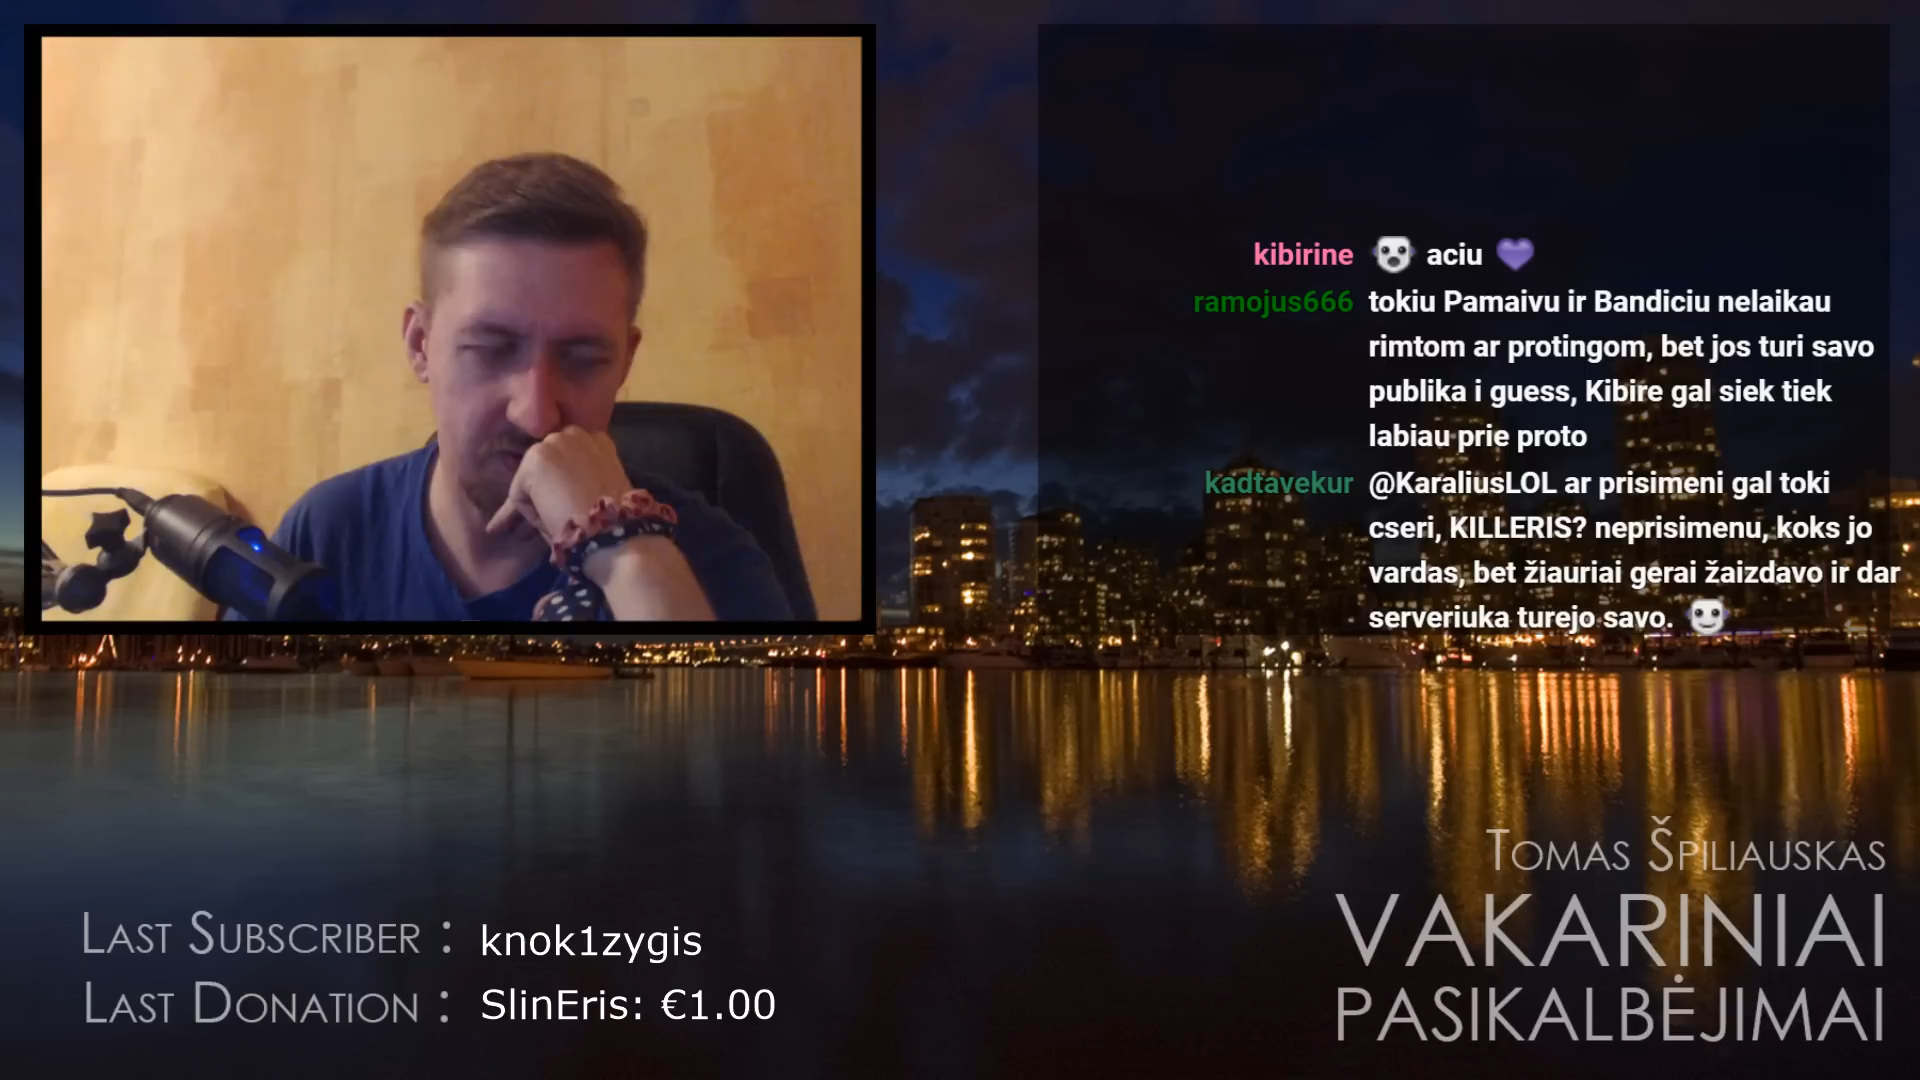 kibirine aciu
ramojus666 tokiu Pamaivu ir Bandiciu nelaikau
rimtom ar protingom, bet jos turi savo
publika i guess, Kibire gal siek tiek
labiau prie proto
kadtavekur @KaraliusLOL ar prisimeni gal toki
cseri, KILLERIS? neprisimenu, koks jo
vardas, bet žiauriai gerai žaizdavo ir dar
serveriuka turejo savo.
TOMAS ŠPILIAUSKAS
VAKARINIAI
PASIKALBĖJIMAI
LAST SUBSCRIBER : knok1zygis
LAST DONATION : SlinEris: €1.00